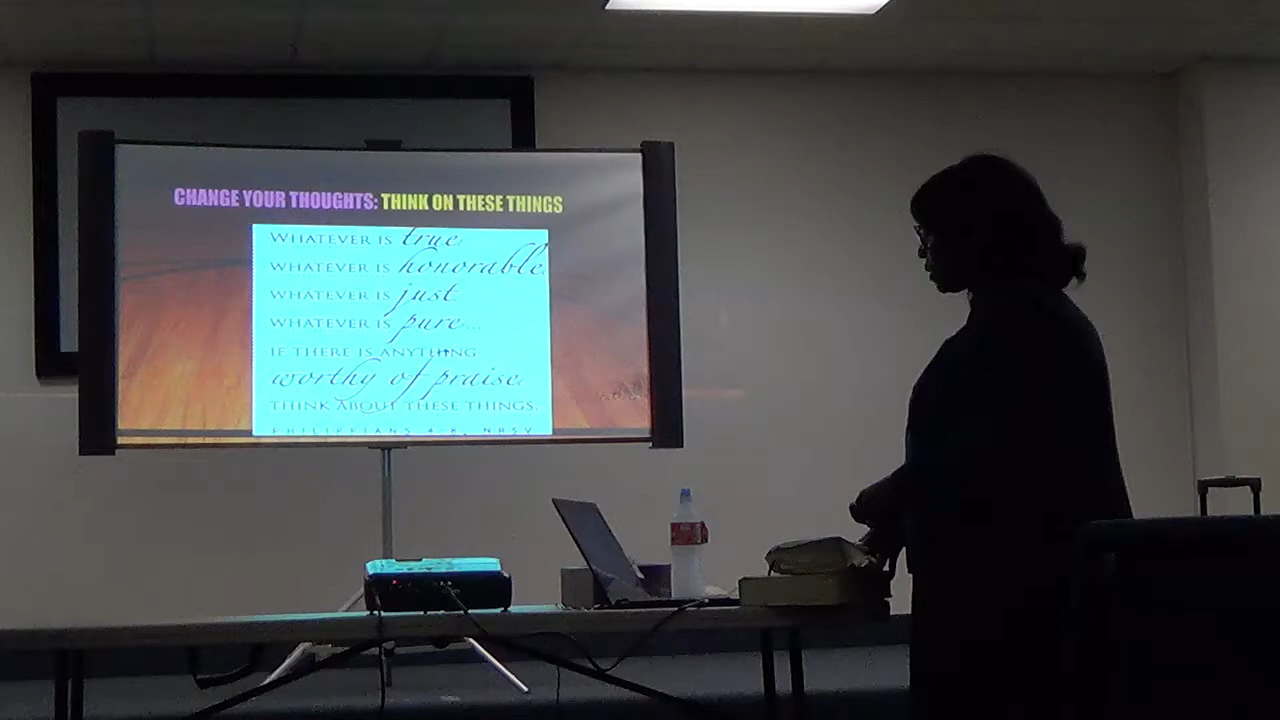 CHANGE YOUR THOUGHTS: THINK ON THESE THINGS
WHATEVER IS true,
WHATEVER IS honorable,
WHATEVER IS just
WHATEVER IS pure...
IF THERE IS ANYTHING
worthy of praise,
THINK ABOUT THESE THINGS.
PHILIPPIANS 4:8, NRSV